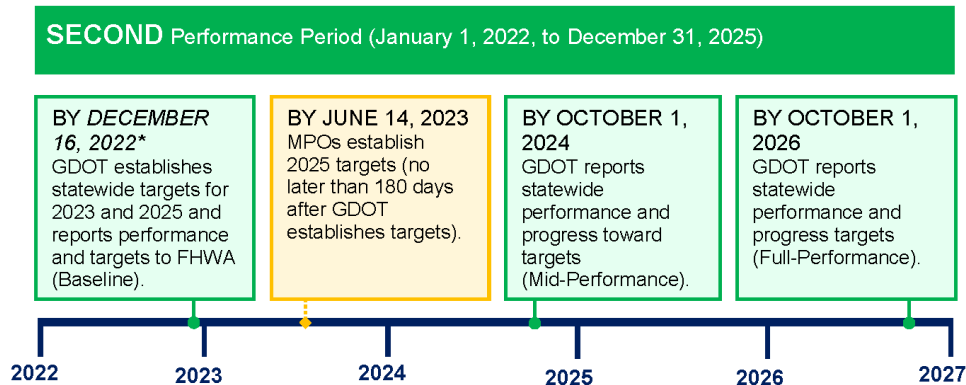 SECOND Performance Period (January 1, 2022, to December 31, 2025)
BY DECEMBER
16, 2022*
GDOT establishes
statewide targets for
2023 and 2025 and
reports performance
and targets to FHWA
(Baseline).
BY JUNE 14, 2023
MPOs establish
2025 targets (no
later than 180 days
after GDOT
establishes targets).
BY OCTOBER 1,
2024
GDOT reports
statewide
performance and
progress toward
targets
(Mid-Performance).
BY OCTOBER 1,
2026
GDOT reports
statewide
performance and
progress targets
(Full-Performance).
2022
2023
2024
2025
2026
2027